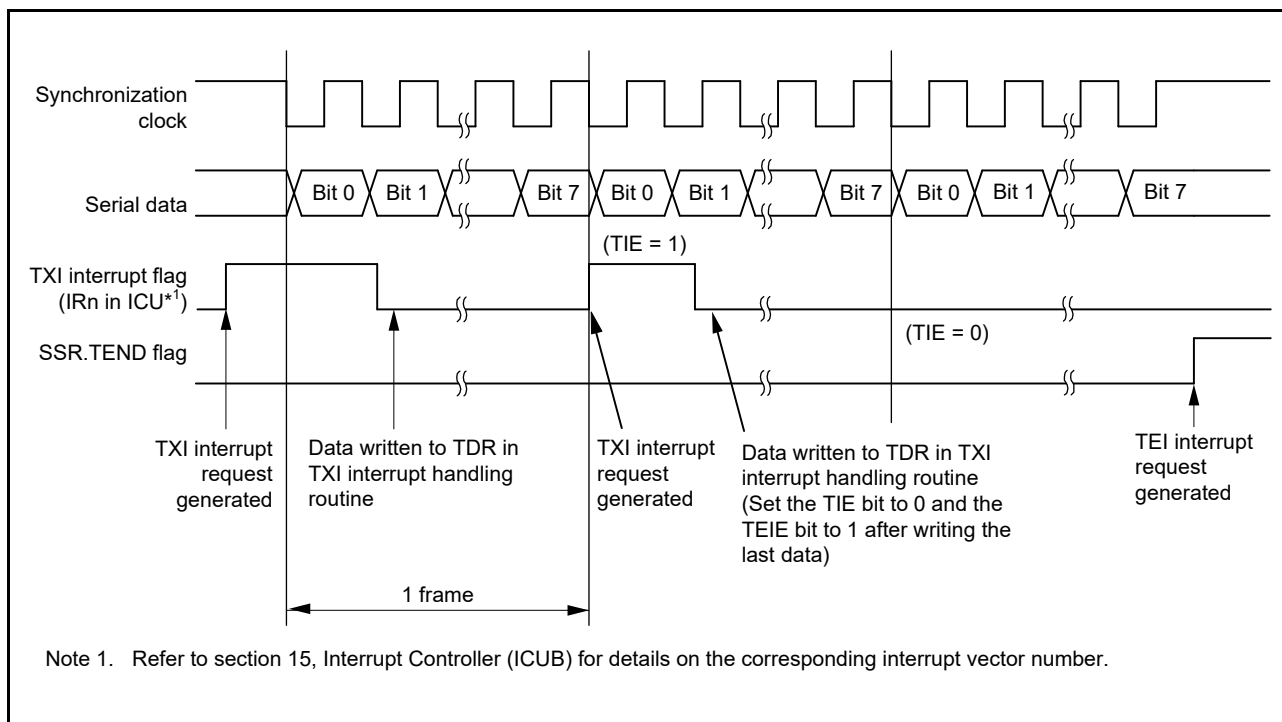 Synchronization
clock
Serial data
Bit 0 Bit 1 Bit 7 Bit 0 Bit 1 Bit 7 Bit 0 Bit 1 Bit 7
(TIE = 1)
TXI interrupt flag
(IRn in ICU*1)
(TIE = 0)
SSR.TEND flag
TXI interrupt
request
generated
Data written to TDR in
TXI interrupt handling
routine
TXI interrupt
request
generated
Data written to TDR in TXI
interrupt handling routine
(Set the TIE bit to 0 and the
TEIE bit to 1 after writing the
last data)
TEI interrupt
request
generated
1 frame
Note 1. Refer to section 15, Interrupt Controller (ICUB) for details on the corresponding interrupt vector number.